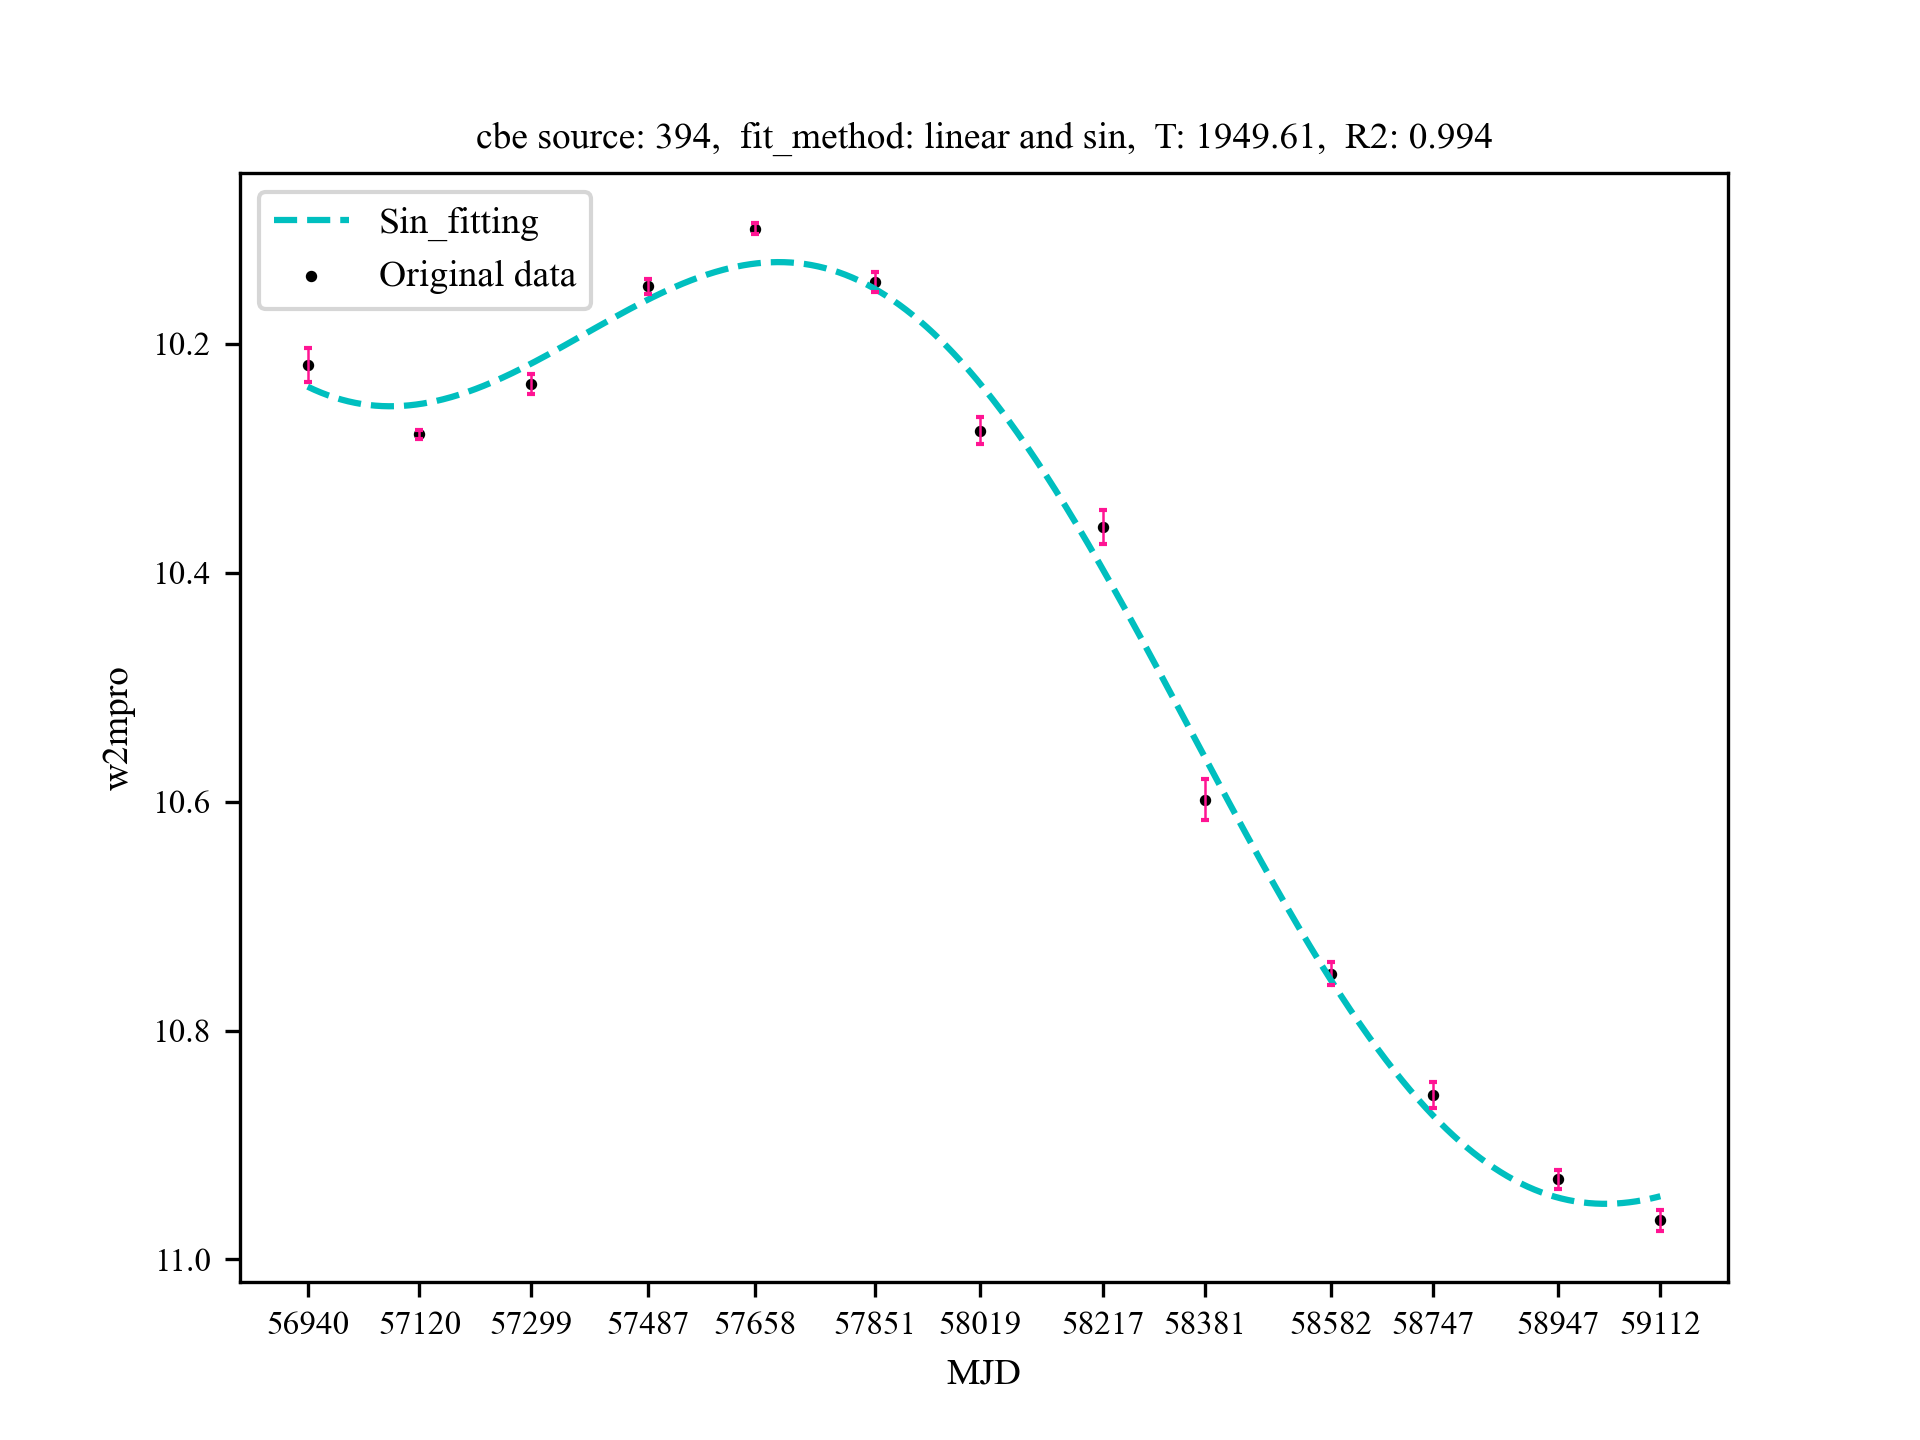 cbe source: 394,  fit_method: linear and sin,  T: 1949.61,  R2: 0.994
Sin_fitting
Original data
10.2
10.4
10.6
10.8
11.0
w2mpro
56940 57120 57299 57487 57658 57851 58019 58217 58381 58582 58747 58947 59112
MJD